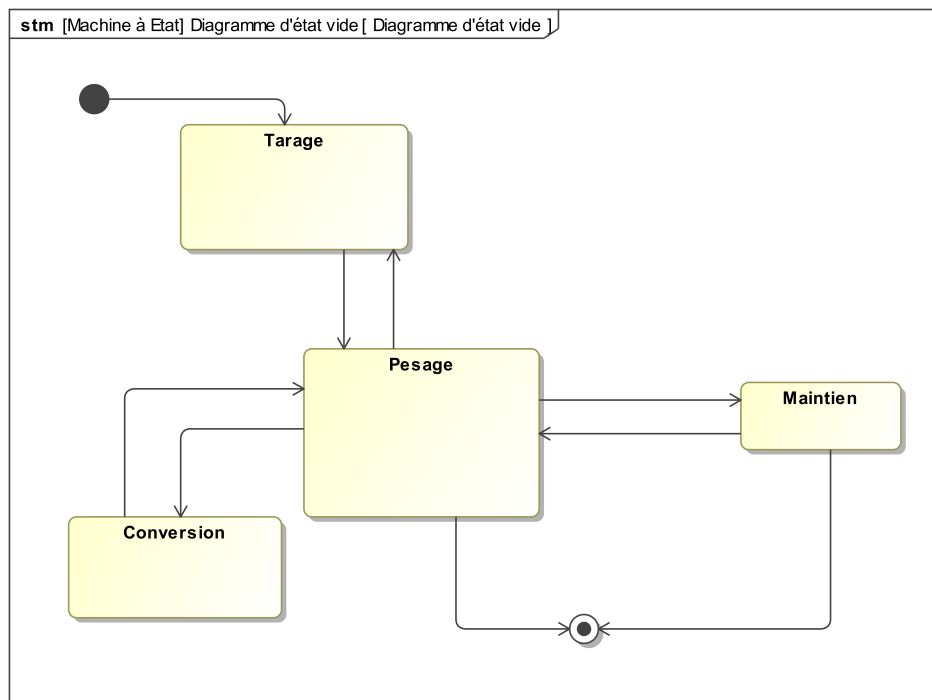 stm [Machine à Etat] Diagramme d'état vide [ Diagramme d'état vide ]
Tarage
Pesage
Maintien
Conversion